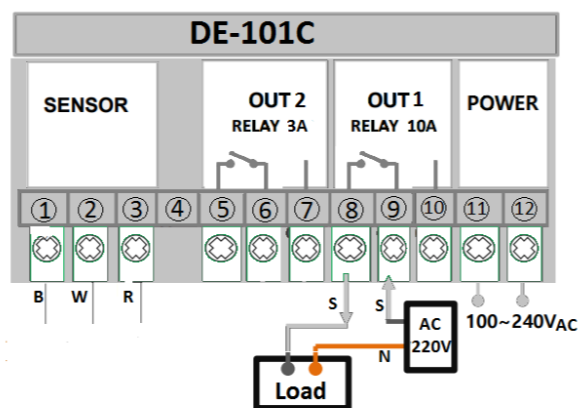 DE-101C
SENSOR
OUT 2
RELAY 3A
OUT 1
RELAY 10A
POWER
① ② ③ ④ ⑤ ⑥ ⑦ ⑧ ⑨ ⑩ ⑪ ⑫
B W R
S S
AC
220V
100~240VAC
N
Load